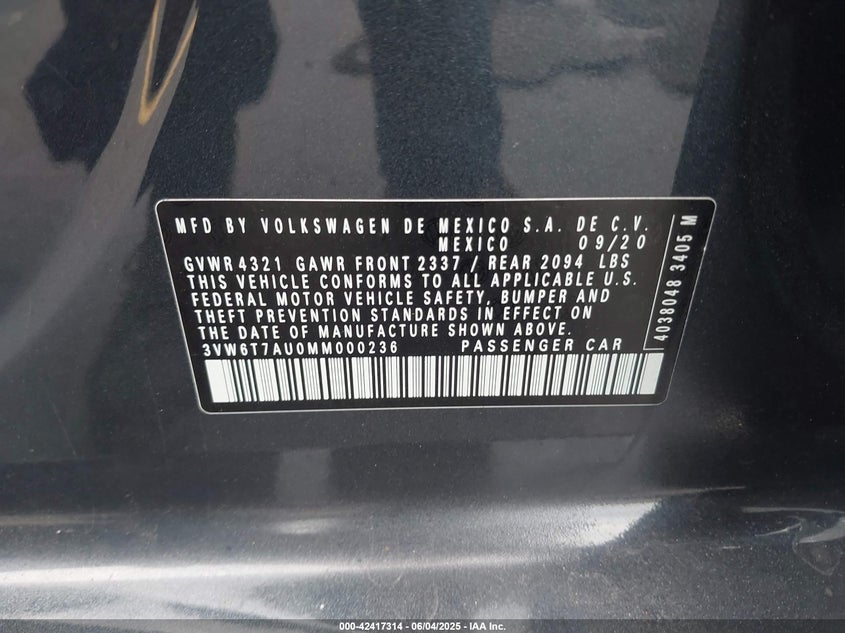 MFD BY VOLKSWAGEN DE MEXICO S.A. DE C.V.
MEXICO 09/20
GVWR 4321 GAWR FRONT 2337 / REAR 2094 LBS
THIS VEHICLE CONFORMS TO ALL APPLICABLE U.S.
FEDERAL MOTOR VEHICLE SAFETY, BUMPER AND
THEFT PREVENTION STANDARDS IN EFFECT ON
THE DATE OF MANUFACTURE SHOWN ABOVE.
3VW6T7AU0MM000236 PASSENGER CAR
4038048 3405 M
000-42417314 - 06/04/2025 - IAA Inc.